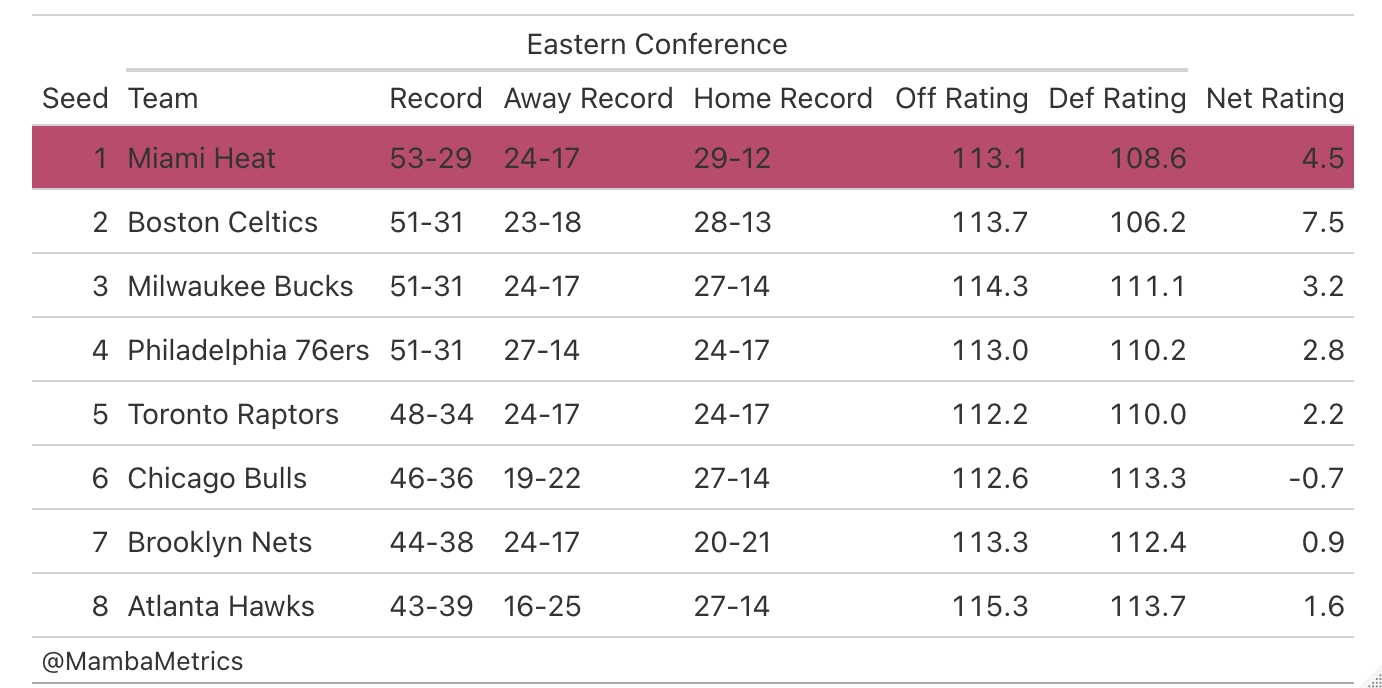 Eastern Conference
Seed Team Record Away Record Home Record Off Rating Def Rating Net Rating
1 Miami Heat 53-29 24-17 29-12 113.1 108.6 4.5
2 Boston Celtics 51-31 23-18 28-13 113.7 106.2 7.5
3 Milwaukee Bucks 51-31 24-17 27-14 114.3 111.1 3.2
4 Philadelphia 76ers 51-31 27-14 24-17 113.0 110.2 2.8
5 Toronto Raptors 48-34 24-17 24-17 112.2 110.0 2.2
6 Chicago Bulls 46-36 19-22 27-14 112.6 113.3 -0.7
7 Brooklyn Nets 44-38 24-17 20-21 113.3 112.4 0.9
8 Atlanta Hawks 43-39 16-25 27-14 115.3 113.7 1.6
@MambaMetrics